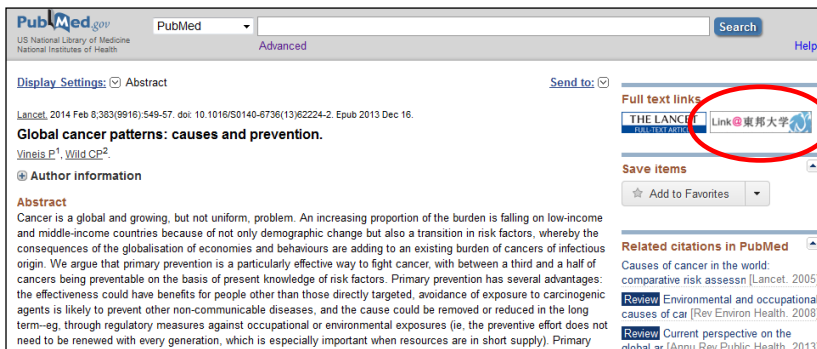 PubMed.gov
US National Library of Medicine
National Institutes of Health
PubMed
Search
Advanced
Help
Display Settings: Abstract
Send to:
Lancet. 2014 Feb 8;383(9916):549-57. doi: 10.1016/S0140-6736(13)62224-2. Epub 2013 Dec 16.
Global cancer patterns: causes and prevention.
Vineis P1, Wild CP2.
Author information
Abstract
Cancer is a global and growing, but not uniform, problem. An increasing proportion of the burden is falling on low-income
and middle-income countries because of not only demographic change but also a transition in risk factors, whereby the
consequences of the globalisation of economies and behaviours are adding to an existing burden of cancers of infectious
origin. We argue that primary prevention is a particularly effective way to fight cancer, with between a third and a half of
cancers being preventable on the basis of present knowledge of risk factors. Primary prevention has several advantages:
the effectiveness could have benefits for people other than those directly targeted, avoidance of exposure to carcinogenic
agents is likely to prevent other non-communicable diseases, and the cause could be removed or reduced in the long
term--eg, through regulatory measures against occupational or environmental exposures (ie, the preventive effort does not
need to be renewed with every generation, which is especially important when resources are in short supply). Primary
Full text links
THE LANCET
FULL-TEXT ARTICLE
Link@東邦大学
Save items
Add to Favorites
Related citations in PubMed
Causes of cancer in the world:
comparative risk assessn [Lancet. 2005]
Review Environmental and occupational
causes of car [Rev Environ Health. 2008]
Review Current perspective on the
global ar [Annu Rev Public Health. 2013]